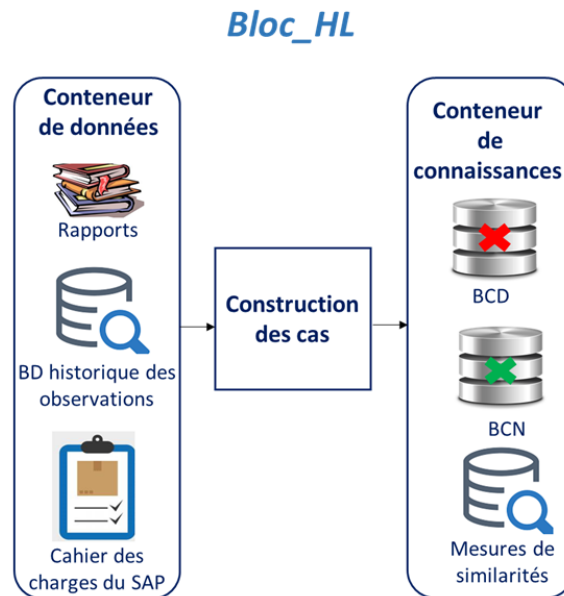 Bloc_HL
Conteneur
de données
Rapports
BD historique des
observations
Cahier des
charges du SAP
Construction
des cas
Conteneur
de
connaissances
BCD
BCN
Mesures de
similarités